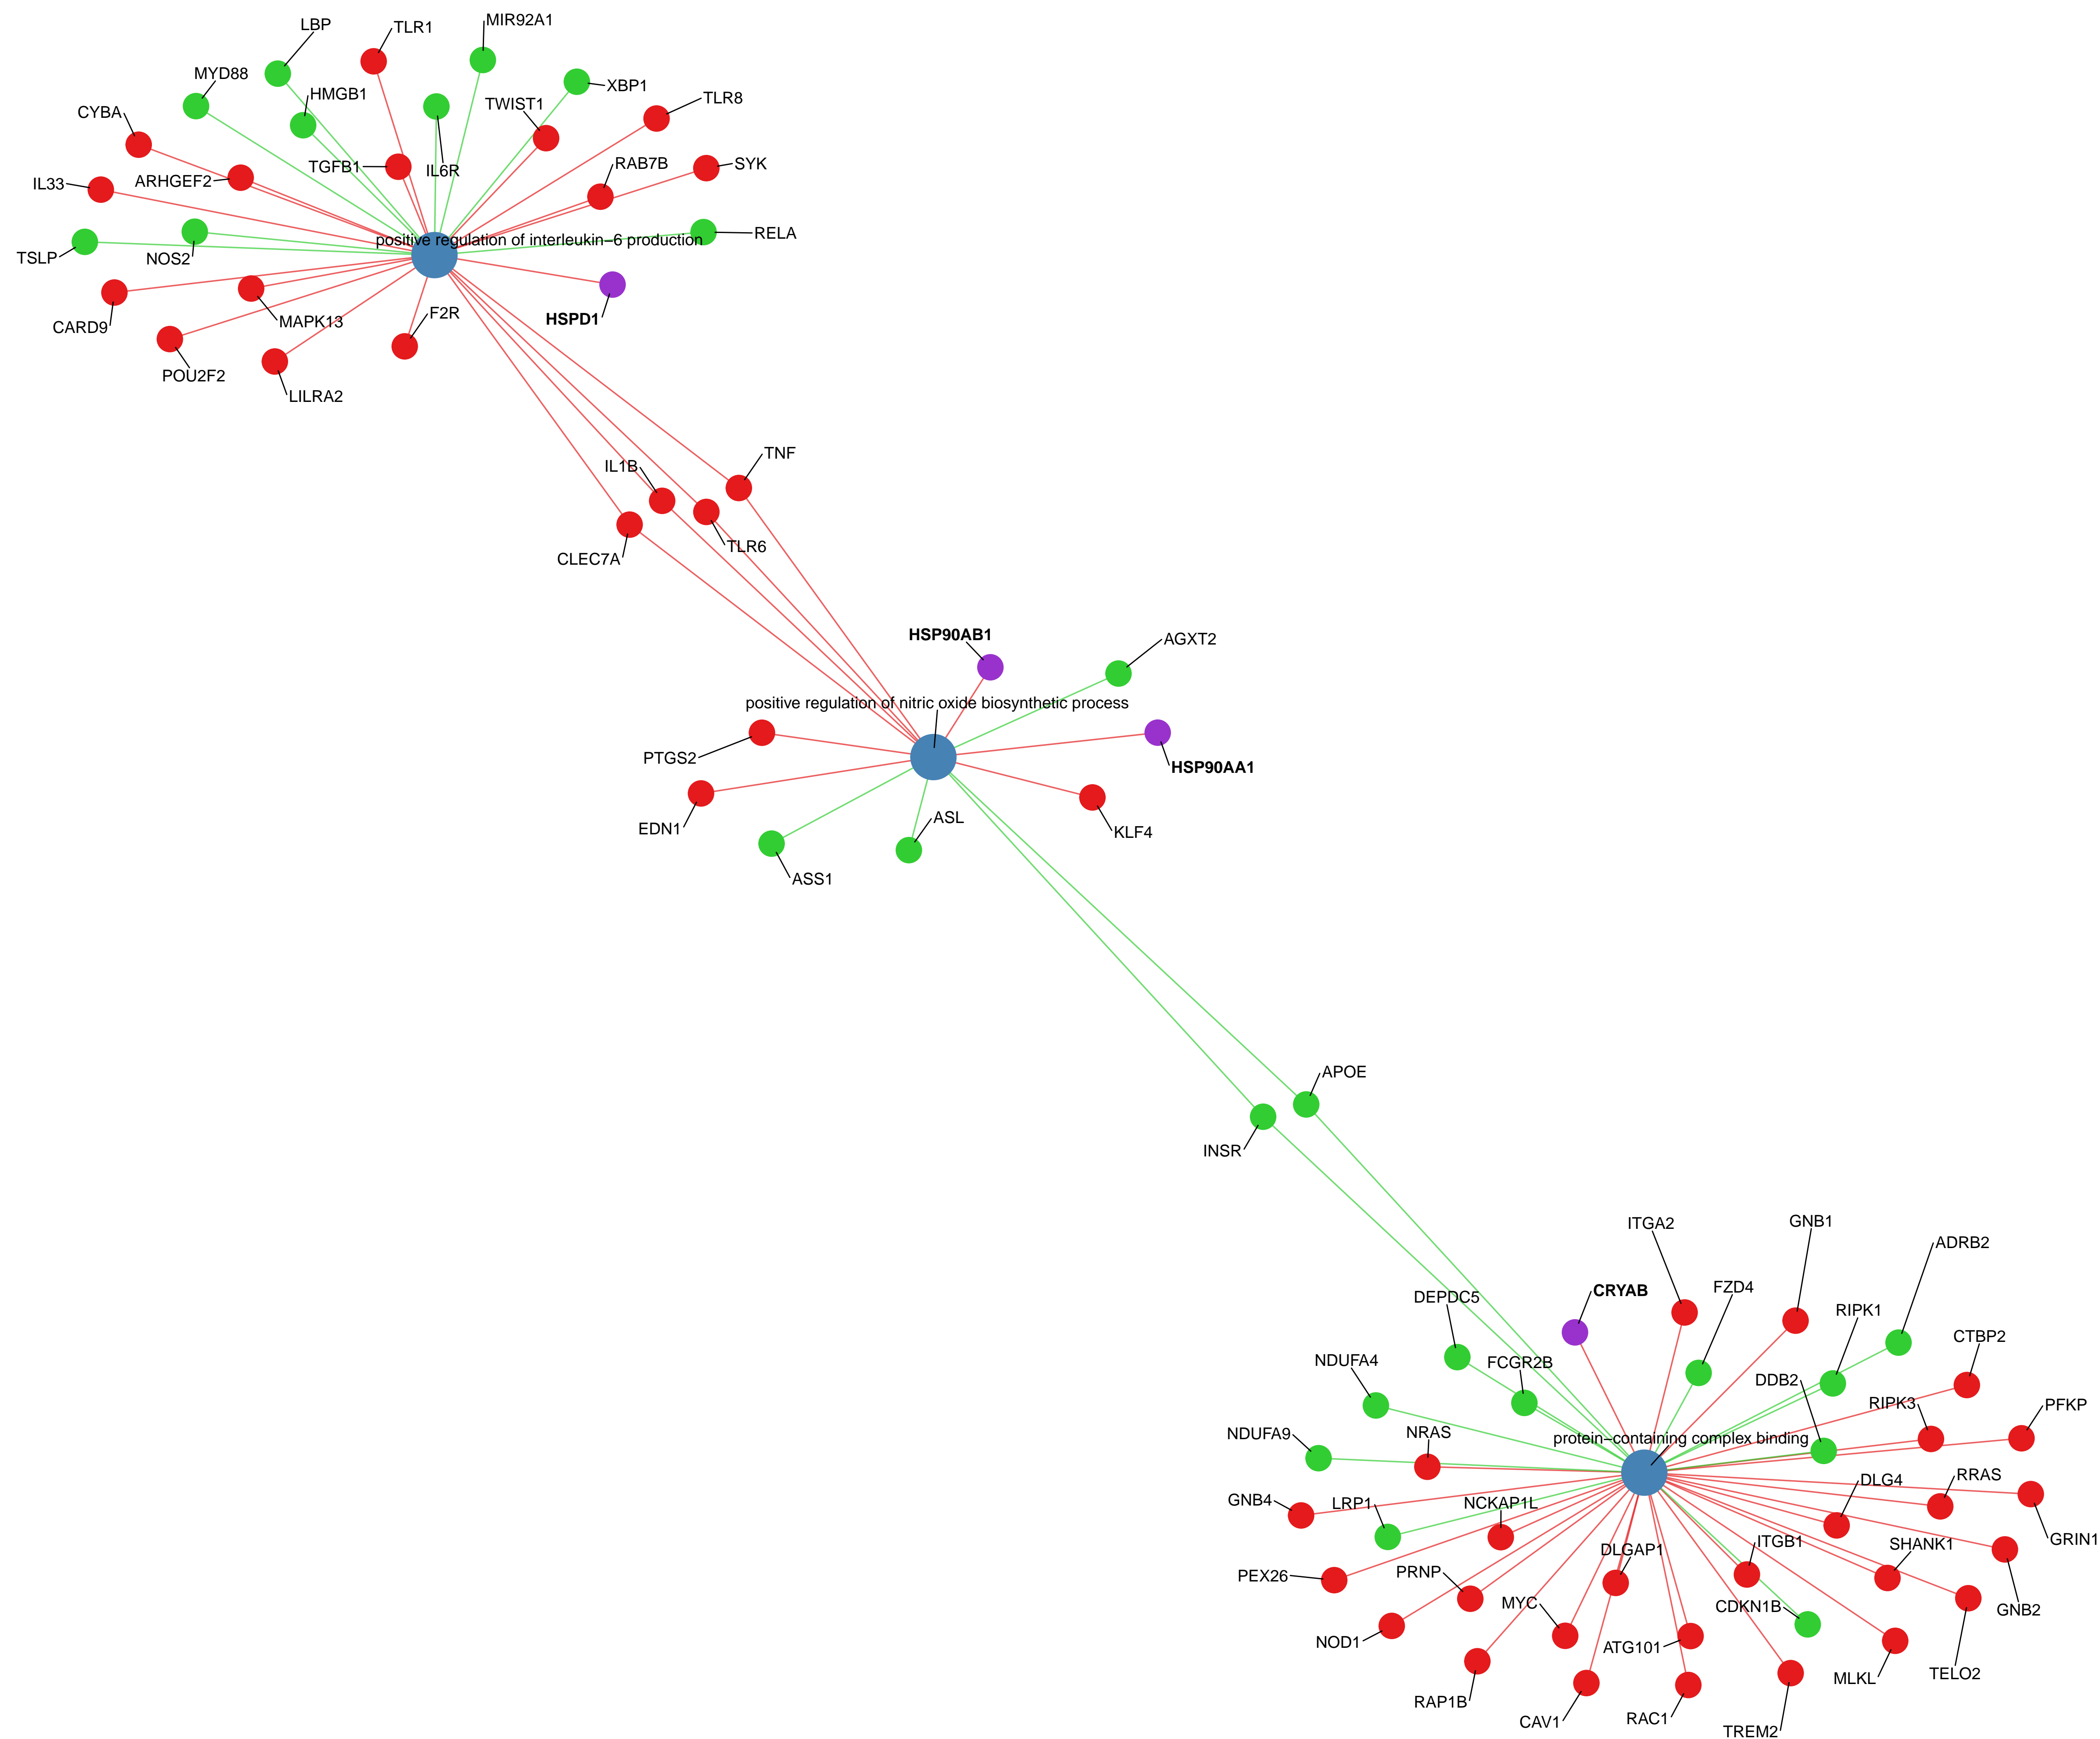 MIR92A1
LBP
TLR1
MYD88
XBP1
HMGB1
TLR8
TWIST1
CYBA
SYK
RAB7B
TGFB1
IL6R
ARHGEF2
IL33
RELA
positive regulation of interleukin−6 production
TSLP
NOS2
F2R
HSPD1
MAPK13
CARD9
POU2F2
LILRA2
TNF
IL1B
TLR6
CLEC7A
HSP90AB1
AGXT2
positive regulation of nitric oxide biosynthetic process
PTGS2
HSP90AA1
ASL
EDN1
KLF4
ASS1
APOE
INSR
GNB1
ITGA2
ADRB2
FZD4
CRYAB
DEPDC5
RIPK1
CTBP2
NDUFA4
FCGR2B
DDB2
RIPK3
PFKP
NRAS
NDUFA9
protein−containing complex binding
RRAS
DLG4
GNB4
LRP1
NCKAP1L
GRIN1
ITGB1
SHANK1
DLGAP1
PRNP
PEX26
MYC
CDKN1B
GNB2
NOD1
ATG101
TELO2
MLKL
RAP1B
RAC1
CAV1
TREM2